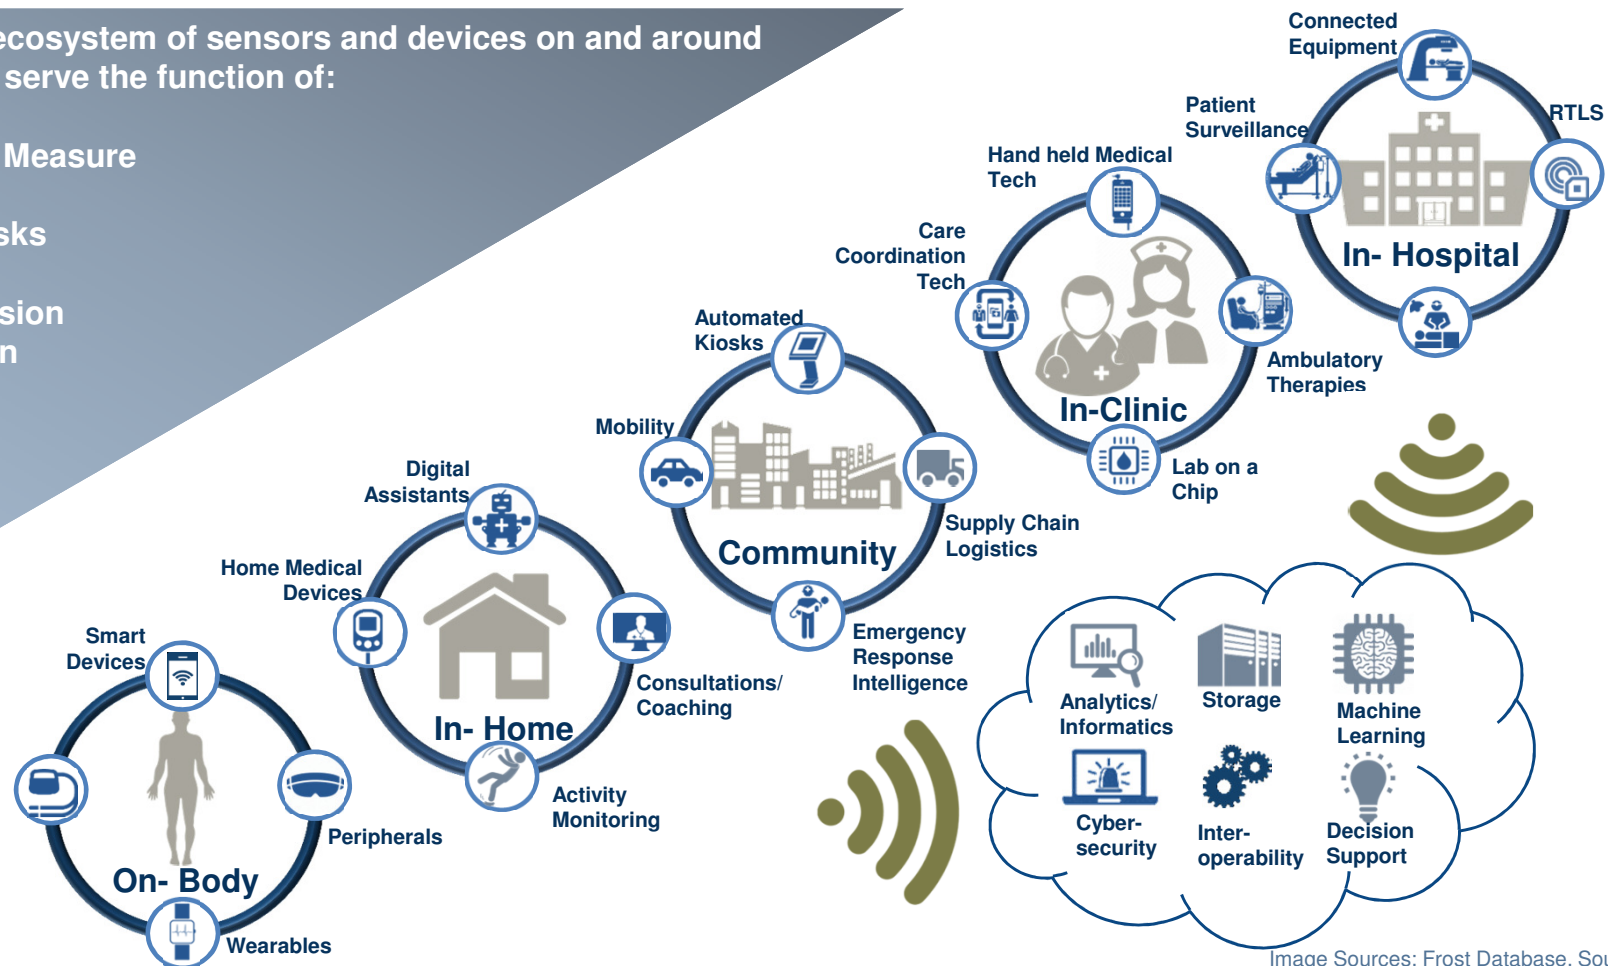 ecosystem of sensors and devices on and around
serve the function of:
Measure
Connected
Equipment
Patient
Surveillance
RTLS
In- Hospital
Hand held Medical
Tech
Care
Coordination
Tech
Ambulatory
Therapies
In-Clinic
Lab on a
Chip
Automated
Kiosks
Mobility
Supply Chain
Logistics
Community
Emergency
Response
Intelligence
Digital
Assistants
Home Medical
Devices
Consultations/
Coaching
In- Home
Activity
Monitoring
Smart
Devices
Peripherals
On- Body
Wearables
Analytics/
Informatics
Storage
Machine
Learning
Cyber-
security
Inter-
operability
Decision
Support
Image Sources: Frost Database. Sou